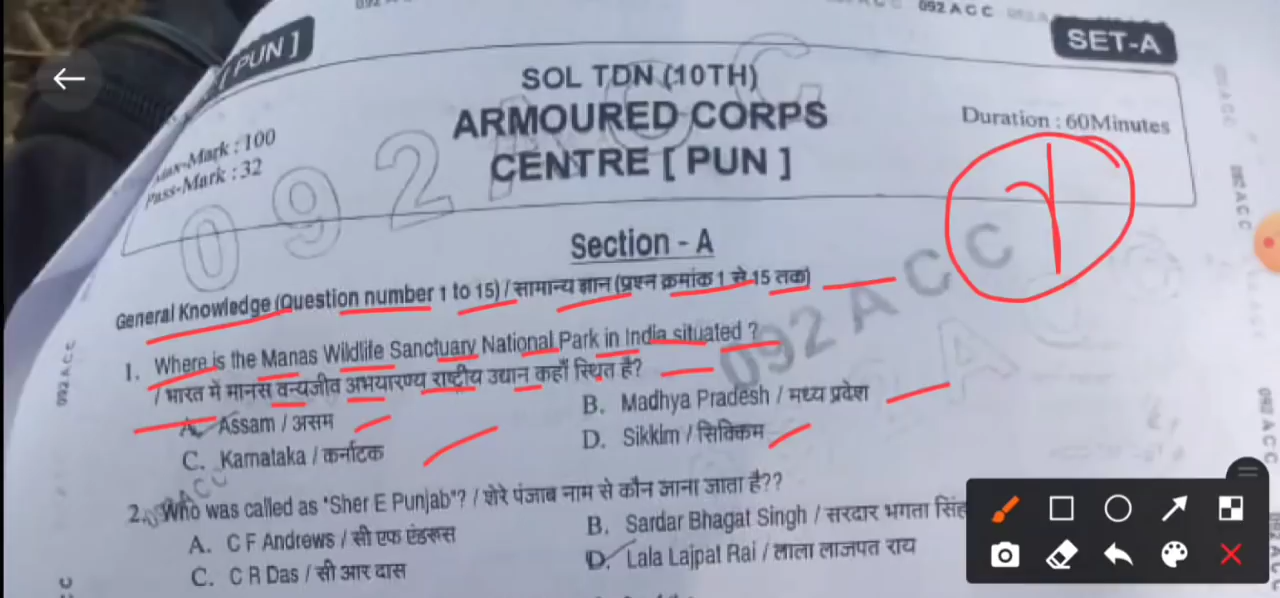 092 A C C
[ PUN ]
SET-A
SOL TDN (10TH)
ARMOURED CORPS
CENTRE [ PUN ]
Max-Mark : 100
Pass-Mark : 32
Duration : 60Minutes
092 A C C
Section - A
General Knowledge (Question number 1 to 15) / सामान्य ज्ञान (प्रश्न क्रमांक 1 से 15 तक)
1. Where is the Manas Wildlife Sanctuary National Park in India situated ?
/ भारत में मानस वन्यजीव अभयारण्य राष्ट्रीय उद्यान कहाँ स्थित है?
A. Assam / असम
B. Madhya Pradesh / मध्य प्रदेश
C. Karnataka / कर्नाटक
D. Sikkim / सिक्किम
092 A C C
2. Who was called as "Sher E Punjab"? / शेरे पंजाब नाम से कौन जाना जाता है??
A. C F Andrews / सी एफ एंडरूस
B. Sardar Bhagat Singh / सरदार भगता सिंह
C. C R Das / सी आर दास
D. Lala Lajpat Rai / लाला लाजपत राय